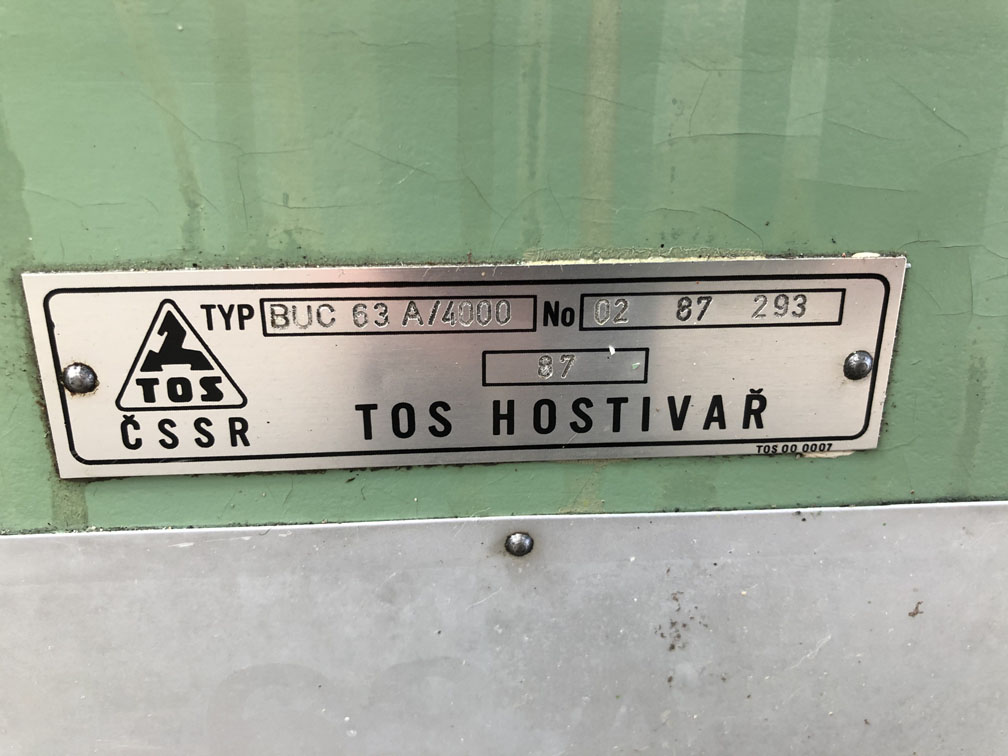 TYP BUC 63 A/4000 No 02 87 293
87
TOS
ČSSR TOS HOSTIVAŘ
TOS 00 0007